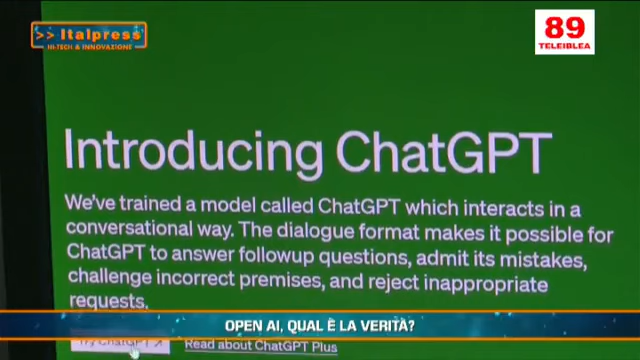 >> Italpress
HI-TECH & INNOVAZIONE
89
TELEIBLEA
Introducing ChatGPT
We've trained a model called ChatGPT which interacts in a
conversational way. The dialogue format makes it possible for
ChatGPT to answer followup questions, admit its mistakes,
challenge incorrect premises, and reject inappropriate
requests.
OPEN AI, QUAL È LA VERITÀ?
Try ChatGPT ↗
Read about ChatGPT Plus